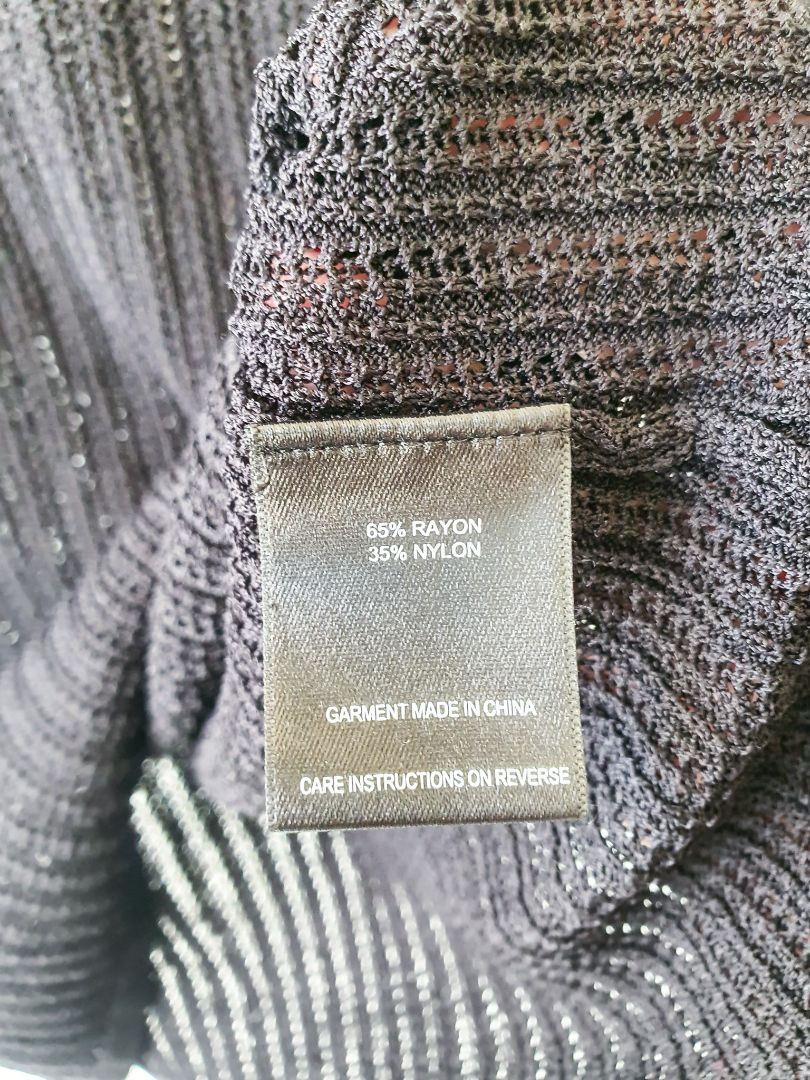 65% RAYON
35% NYLON
GARMENT MADE IN CHINA
CARE INSTRUCTIONS ON REVERSE